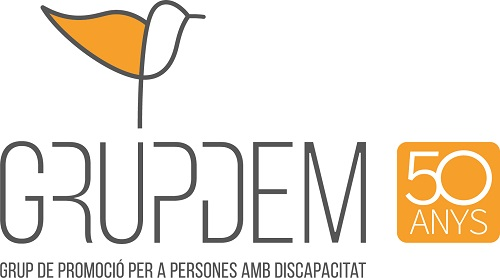 GRUPDEM
50
ANYS
GRUP DE PROMOCIÓ PER A PERSONES AMB DISCAPACITAT